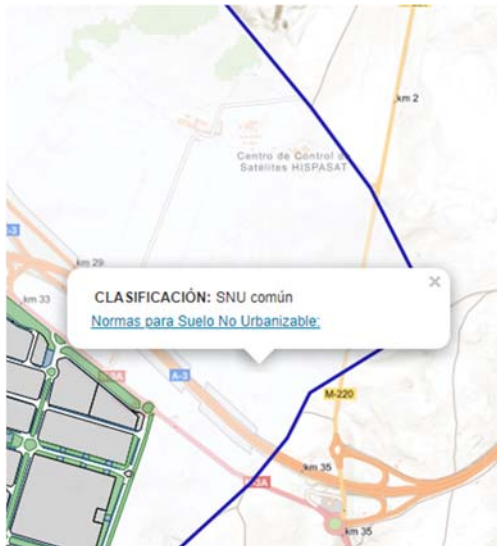 km 2
Centro de Control de
Satélites HISPASAT
km 29
CLASIFICACIÓN: SNU común
Normas para Suelo No Urbanizable:
km 33
A-3
M-220
km 35
km 35